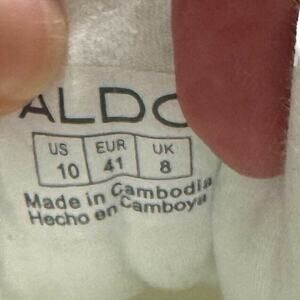 ALDO
US EUR UK
10 41 8
Made in Cambodia
Hecho en Camboya